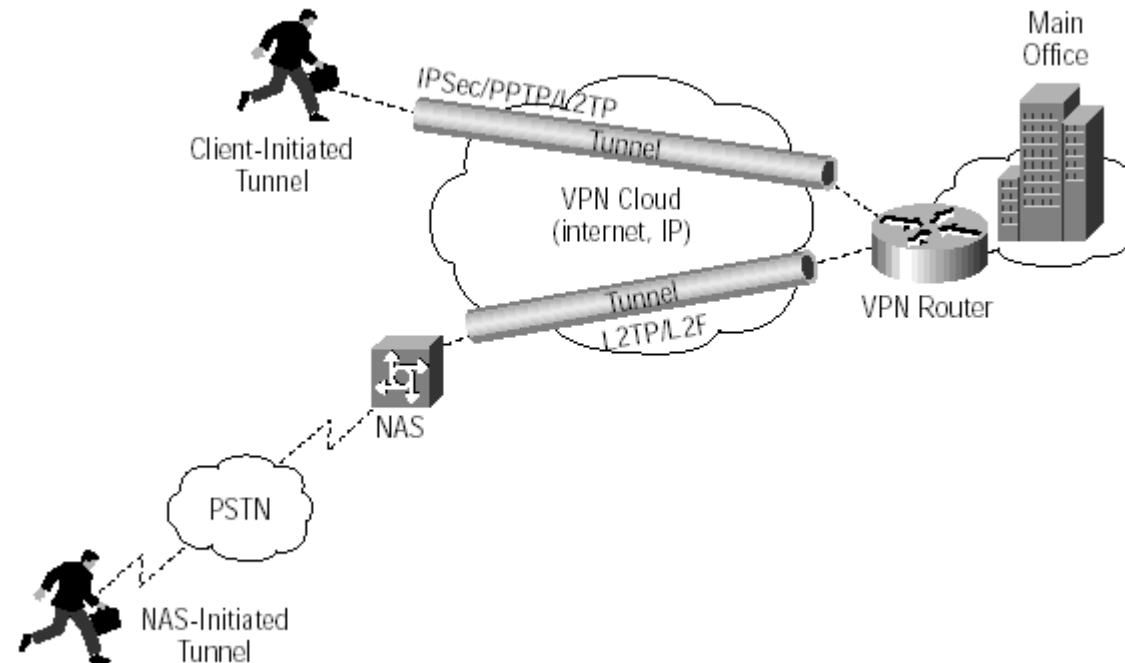 Main
Office
IPSec/PPTP/L2TP
Tunnel
Client-Initiated
Tunnel
VPN Cloud
(internet, IP)
VPN Router
Tunnel
L2TP/L2F
NAS
PSTN
NAS-Initiated
Tunnel